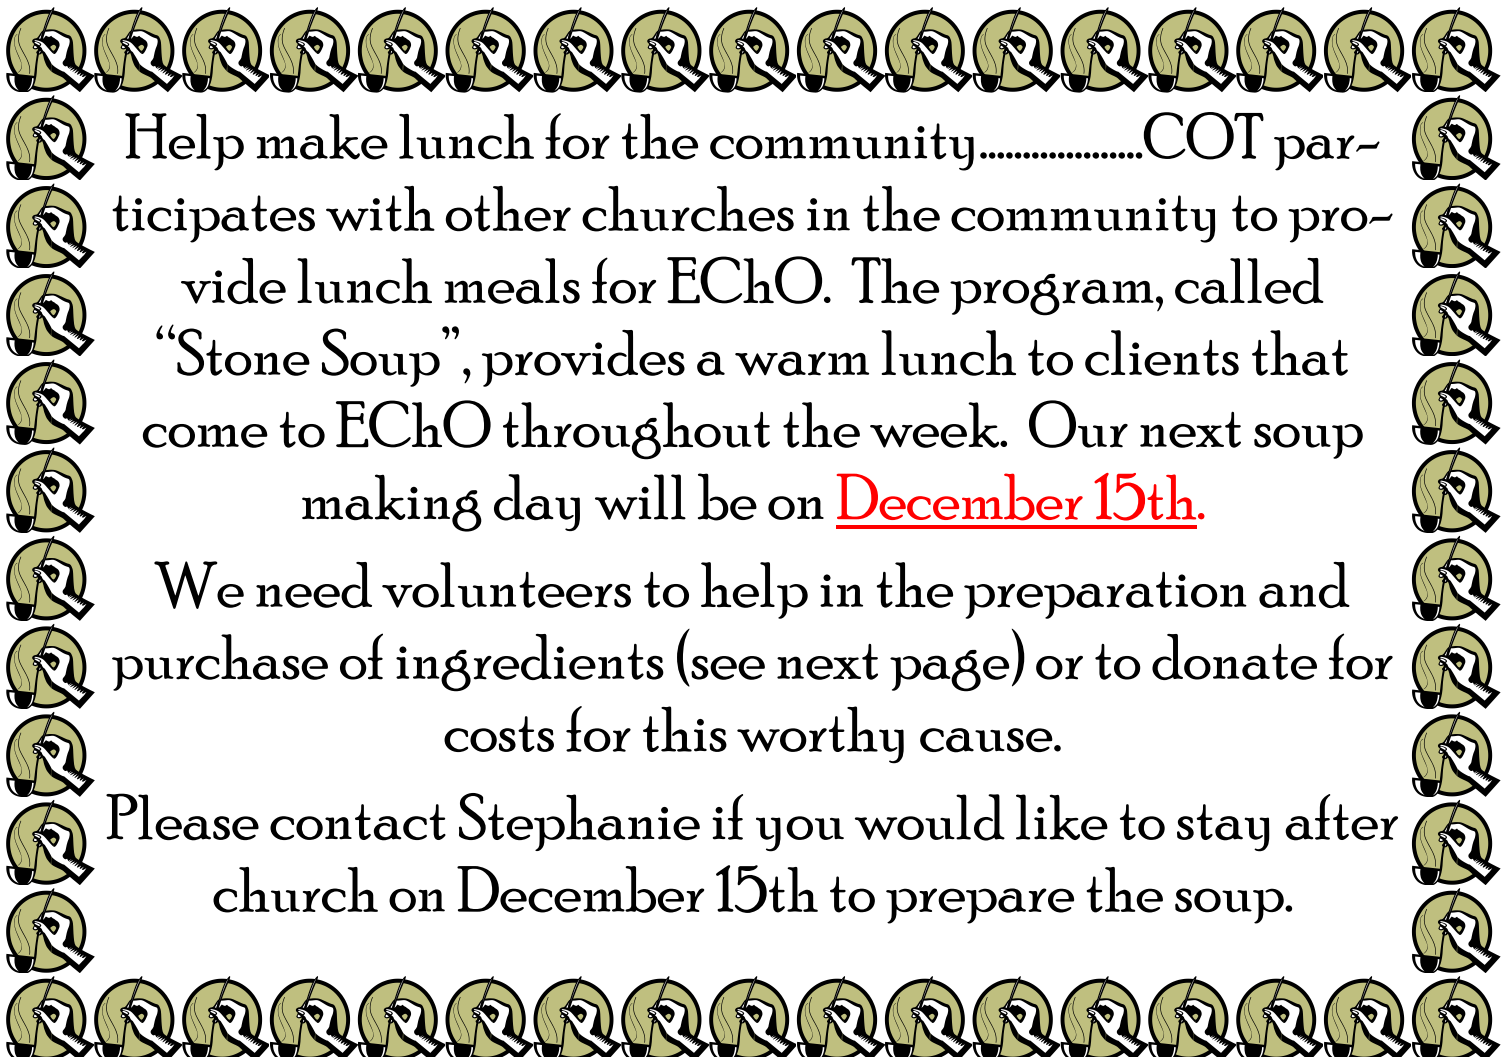 Help make lunch for the community...................COT par-
ticipates with other churches in the community to pro-
vide lunch meals for EChO.  The program, called
“Stone Soup”, provides a warm lunch to clients that
come to EChO throughout the week.  Our next soup
making day will be on December 15th.
We need volunteers to help in the preparation and
purchase of ingredients (see next page) or to donate for
costs for this worthy cause.
Please contact Stephanie if you would like to stay after
church on December 15th to prepare the soup.